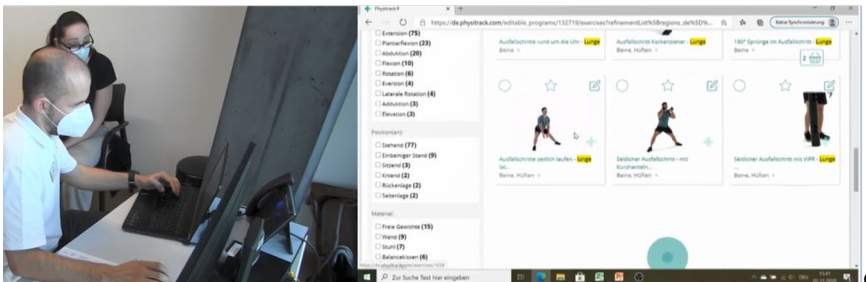 Physitrack ®
https://de.physitrack.com/editable_programs/132719/exercises?refinementList%5Bregions_de%5D%...
Keine Synchronisierung
Extension (75)
Plantarflexion (23)
Abduktion (20)
Flexion (10)
Rotation (6)
Eversion (4)
Laterale Rotation (4)
Adduktion (3)
Elevation (3)
Position(en)
Stehend (77)
Einbeiniger Stand (9)
Sitzend (3)
Kniend (2)
Rückenlage (2)
Seitenlage (2)
Material
Freie Gewichte (15)
Wand (9)
Stuhl (7)
Balancekissen (6)
Ausfallschritte rund um die Uhr - Lunge
Beine, Hüften
Ausfallschritt Korkenzieher - Lunge
Beine, Hüften
180° Sprünge im Ausfallschritt - Lunge
Beine, Hüften
Ausfallschritte seitlich laufen - Lunge
Beine, Hüften
Seitlicher Ausfallschritt - mit
Kurzhanteln...
Beine, Hüften
Seitlicher Ausfallschritt mit ViPR - Lunge
...
Beine, Hüften
Zur Suche Text hier eingeben
DEU
15:41